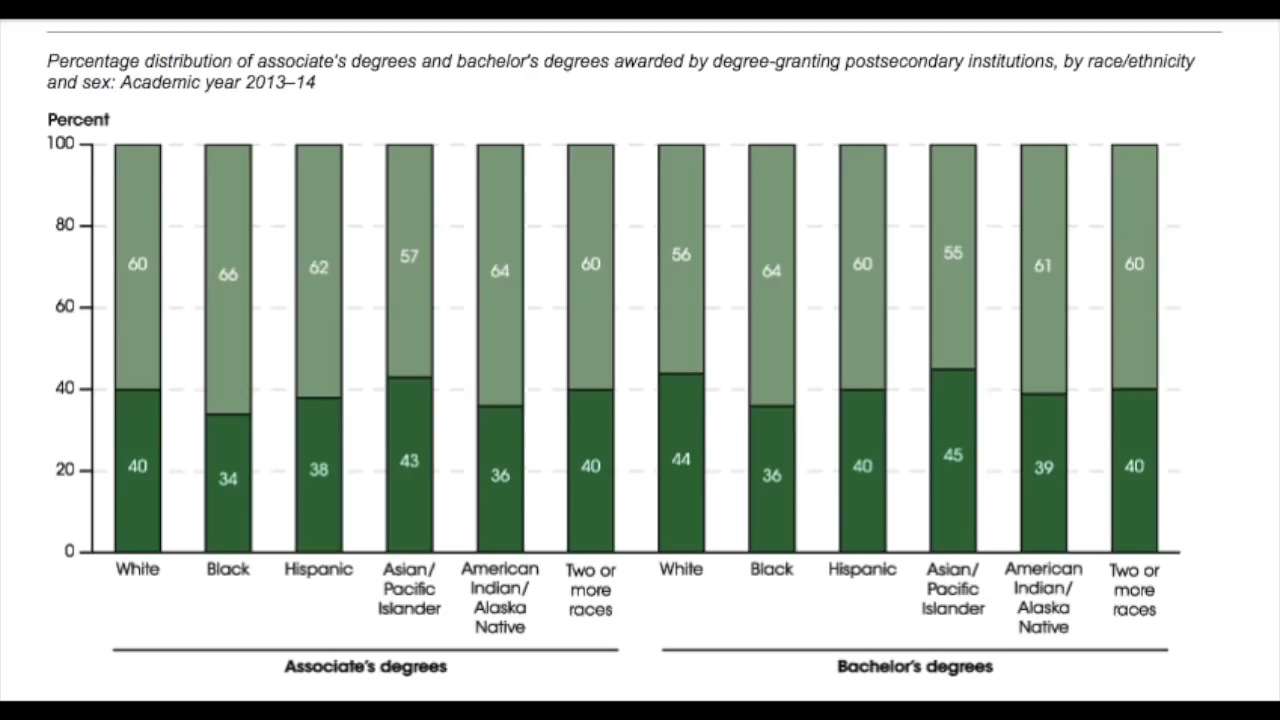 Percentage distribution of associate's degrees and bachelor's degrees awarded by degree-granting postsecondary institutions, by race/ethnicity
and sex: Academic year 2013–14
Percent
100
80
60
40
20
0
60 66 62 57 64 60 56 64 60 55 61 60
40 34 38 43 36 40 44 36 40 45 39 40
White Black Hispanic Asian/ American Two or White Black Hispanic Asian/ American Two or
Pacific Indian/ more Pacific Indian/ more
Islander Alaska races Islander Alaska races
Native Native
Associate's degrees Bachelor's degrees